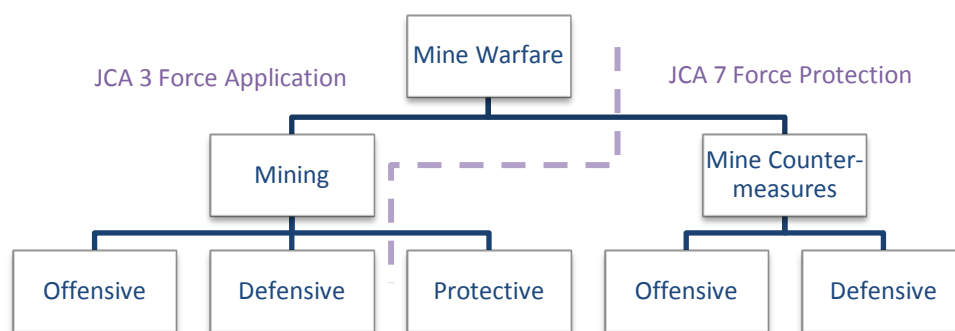 Mine Warfare
JCA 3 Force Application
JCA 7 Force Protection
Mining
Mine Counter-
measures
Offensive
Defensive
Protective
Offensive
Defensive